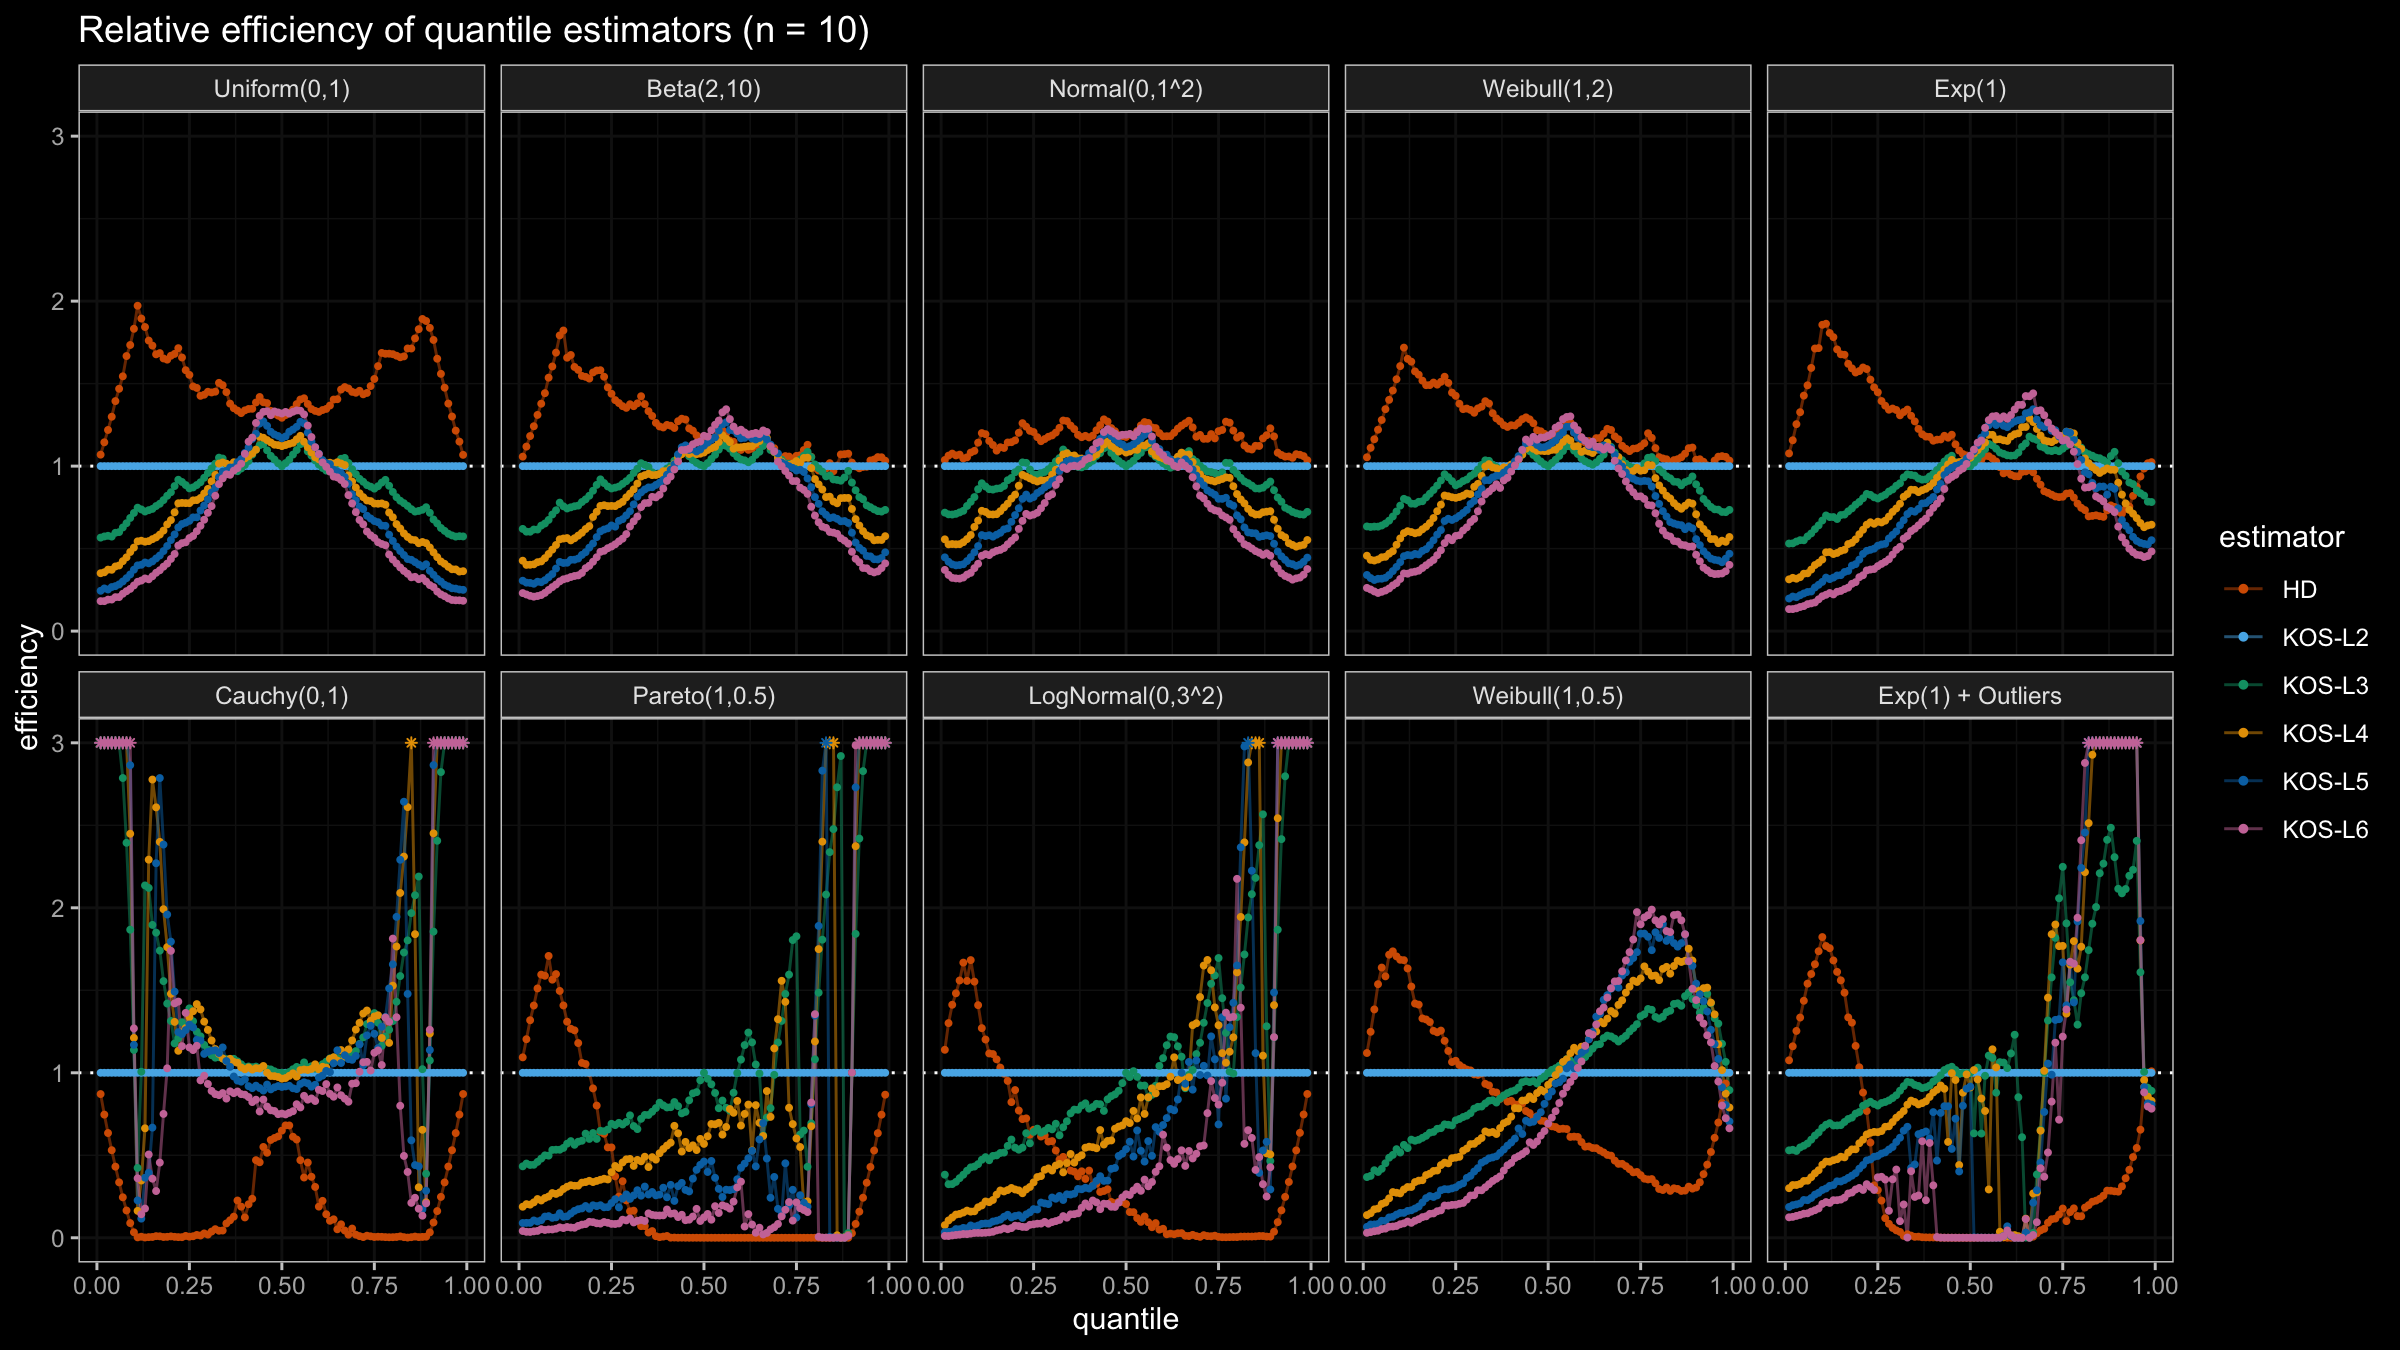 Relative efficiency of quantile estimators (n = 10)
Uniform(0,1)
Beta(2,10)
Normal(0,1^2)
Weibull(1,2)
Exp(1)
3
2
1
0
Cauchy(0,1)
Pareto(1,0.5)
LogNormal(0,3^2)
Weibull(1,0.5)
Exp(1) + Outliers
3
2
1
0
efficiency
0.00 0.25 0.50 0.75 1.00
0.00 0.25 0.50 0.75 1.00
0.00 0.25 0.50 0.75 1.00
0.00 0.25 0.50 0.75 1.00
0.00 0.25 0.50 0.75 1.00
quantile
estimator
HD
KOS-L2
KOS-L3
KOS-L4
KOS-L5
KOS-L6